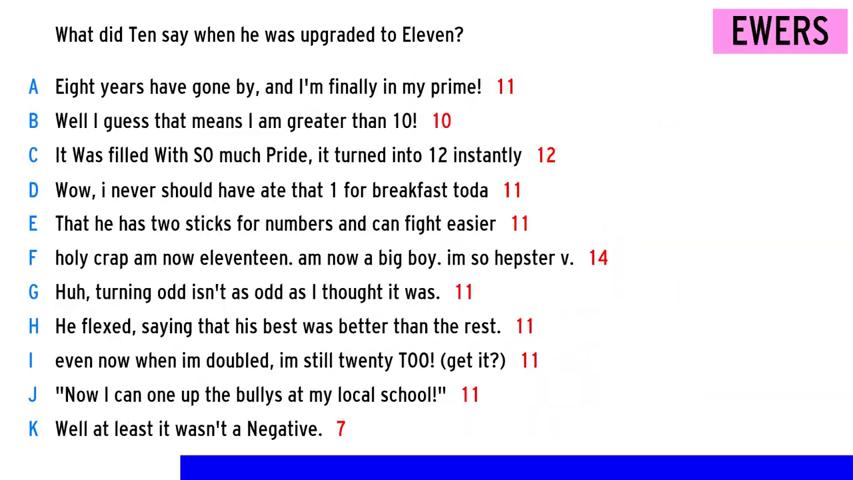 What did Ten say when he was upgraded to Eleven?
EWERS
A Eight years have gone by, and I'm finally in my prime! 11
B Well I guess that means I am greater than 10! 10
C It Was filled With SO much Pride, it turned into 12 instantly 12
D Wow, i never should have ate that 1 for breakfast toda 11
E That he has two sticks for numbers and can fight easier 11
F holy crap am now eleventeen. am now a big boy. im so hepster v. 14
G Huh, turning odd isn't as odd as I thought it was. 11
H He flexed, saying that his best was better than the rest. 11
I even now when im doubled, im still twenty TOO! (get it?) 11
J "Now I can one up the bullys at my local school!" 11
K Well at least it wasn't a Negative. 7